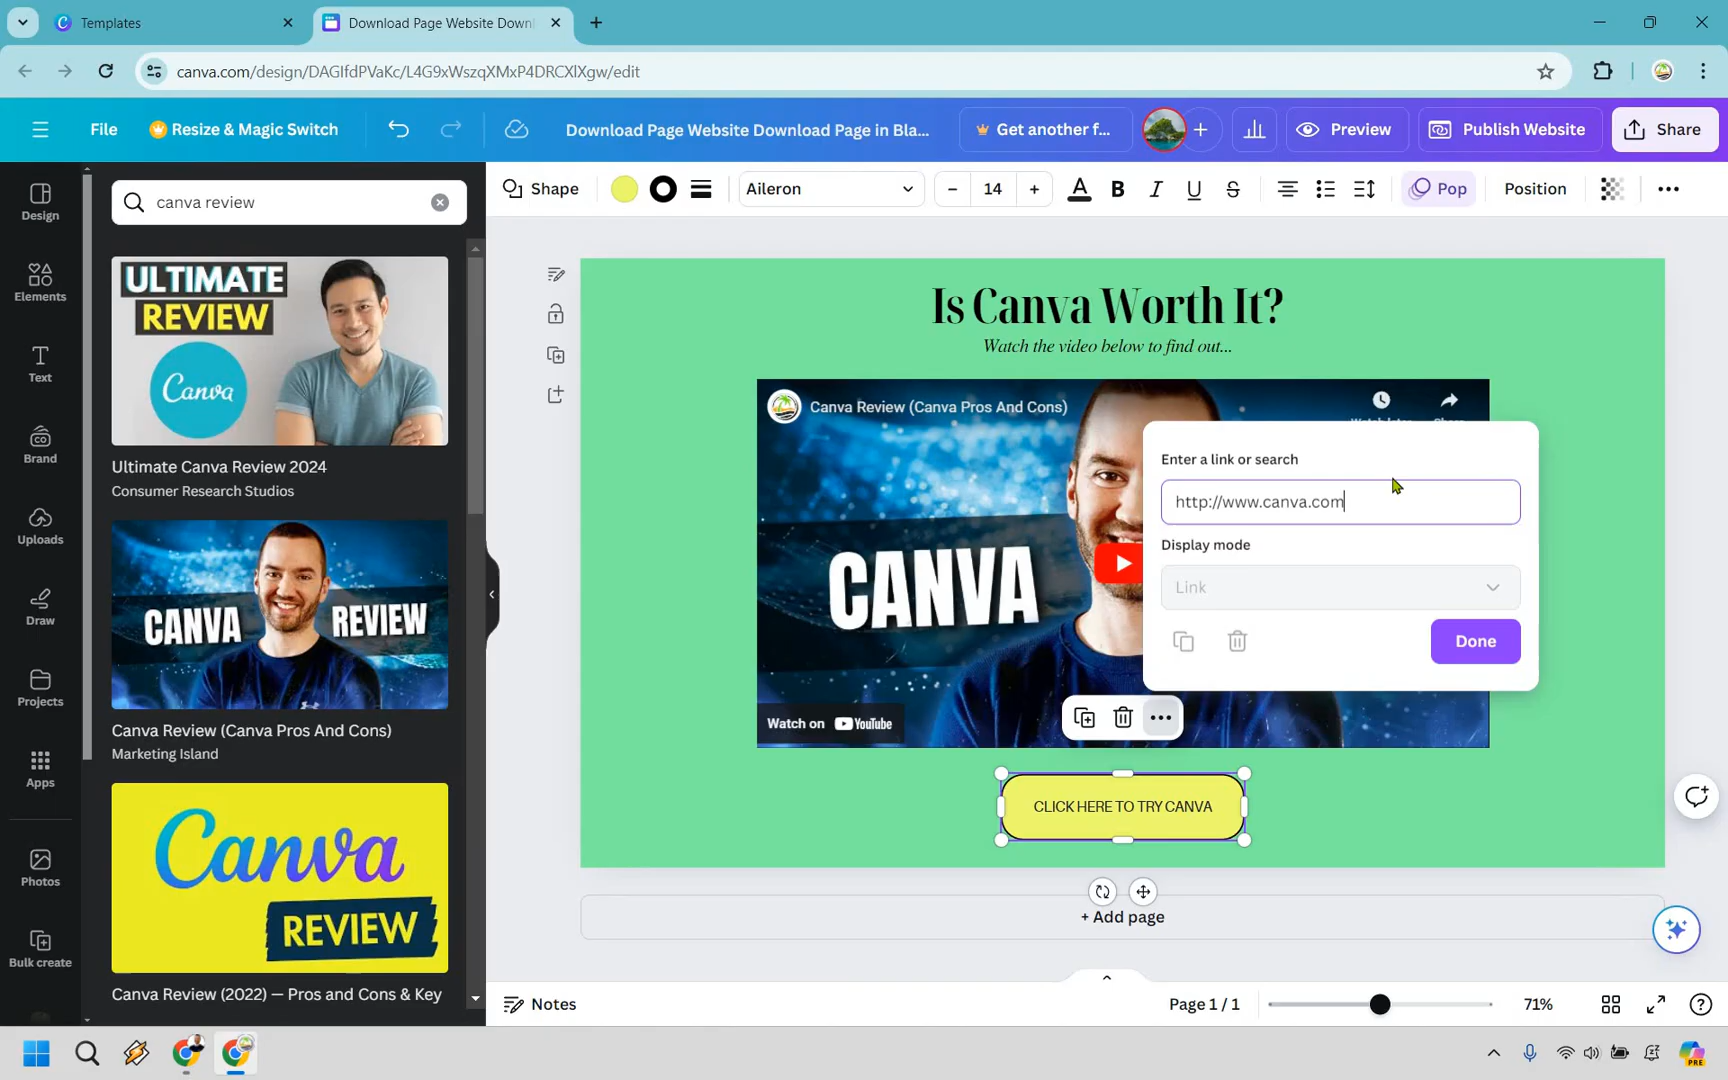 Templates
Download Page Website Down
canva.com/design/DAGIfdPVaKc/L4G9xWszqXMxP4DRCXlXgw/edit
File
Resize & Magic Switch
Download Page Website Download Page in Bla...
Get another f...
Preview
Publish Website
Share
Design
Elements
Text
Brand
Uploads
Draw
Projects
Apps
Photos
Bulk create
canva review
ULTIMATE
REVIEW
Canva
Ultimate Canva Review 2024
Consumer Research Studios
CANVA REVIEW
Canva Review (Canva Pros And Cons)
Marketing Island
Canva
REVIEW
Canva Review (2022) — Pros and Cons & Key
Shape
Aileron
14
A
B
I
U
S
Pop
Position
Is Canva Worth It?
Watch the video below to find out...
Canva Review (Canva Pros And Cons)
CANVA
Watch on YouTube
Enter a link or search
http://www.canva.com
Display mode
Link
Done
CLICK HERE TO TRY CANVA
+ Add page
Notes
Page 1 / 1
71%
PRE